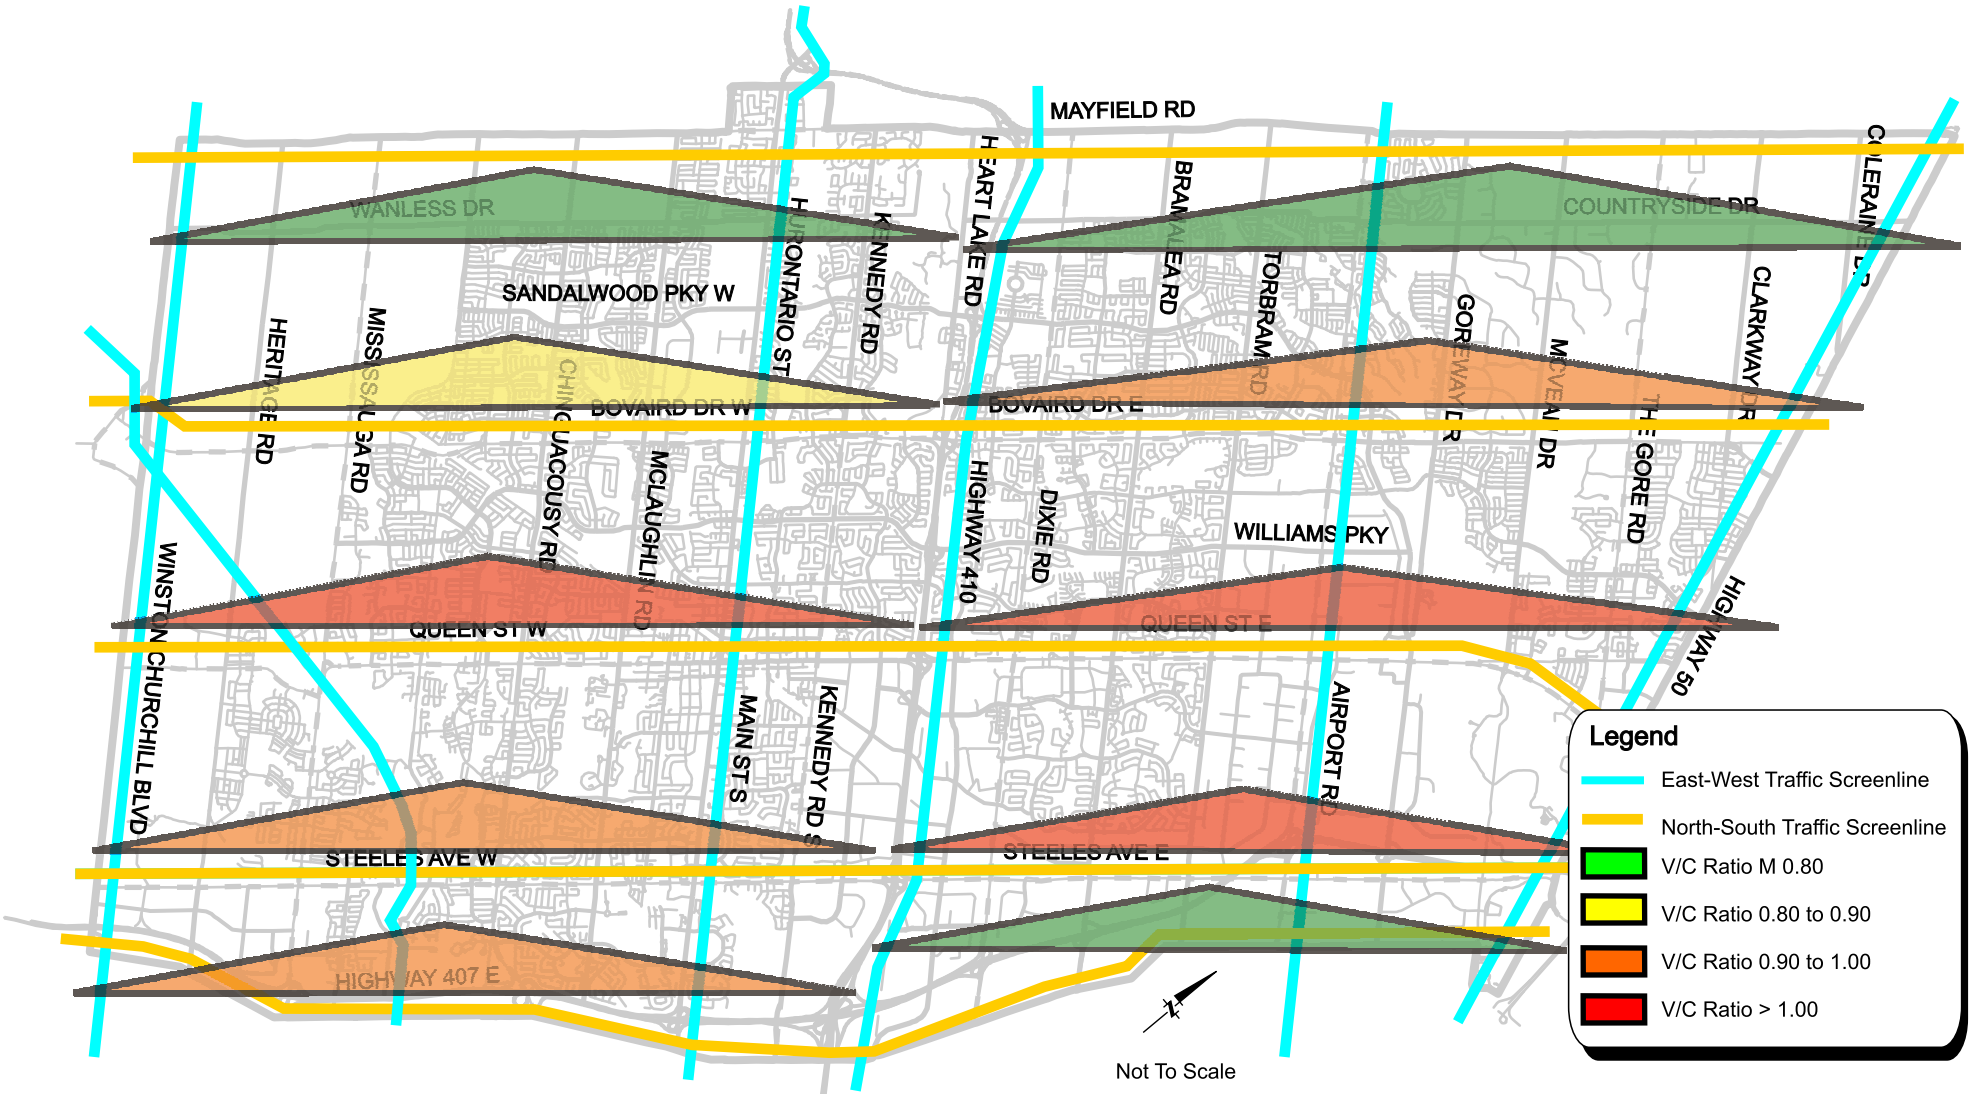 MAYFIELD RD
HEART LAKE RD
BRAMALEA RD
COLERAINE DR
WANLESS DR
COUNTRYSIDE DR
HURONTARIO ST
KENNEDY RD
TORBRAM RD
SANDALWOOD PKY W
CLARKWAY DR
GOREWAY DR
HERITAGE RD
MISSISSAUGA RD
MCVEAN DR
CHINGUACOUSY RD
BOVAIRD DR W
BOVAIRD DR E
THE GORE RD
MCLAUGHLIN RD
HIGHWAY 410
DIXIE RD
WILLIAMS PKY
WINSTON CHURCHILL BLVD
HIGHWAY 50
QUEEN ST W
QUEEN ST E
MAIN ST S
KENNEDY RD S
AIRPORT RD
STEELES AVE W
STEELES AVE E
HIGHWAY 407 E
Legend
East-West Traffic Screenline
North-South Traffic Screenline
V/C Ratio M 0.80
V/C Ratio 0.80 to 0.90
V/C Ratio 0.90 to 1.00
V/C Ratio > 1.00
N
Not To Scale